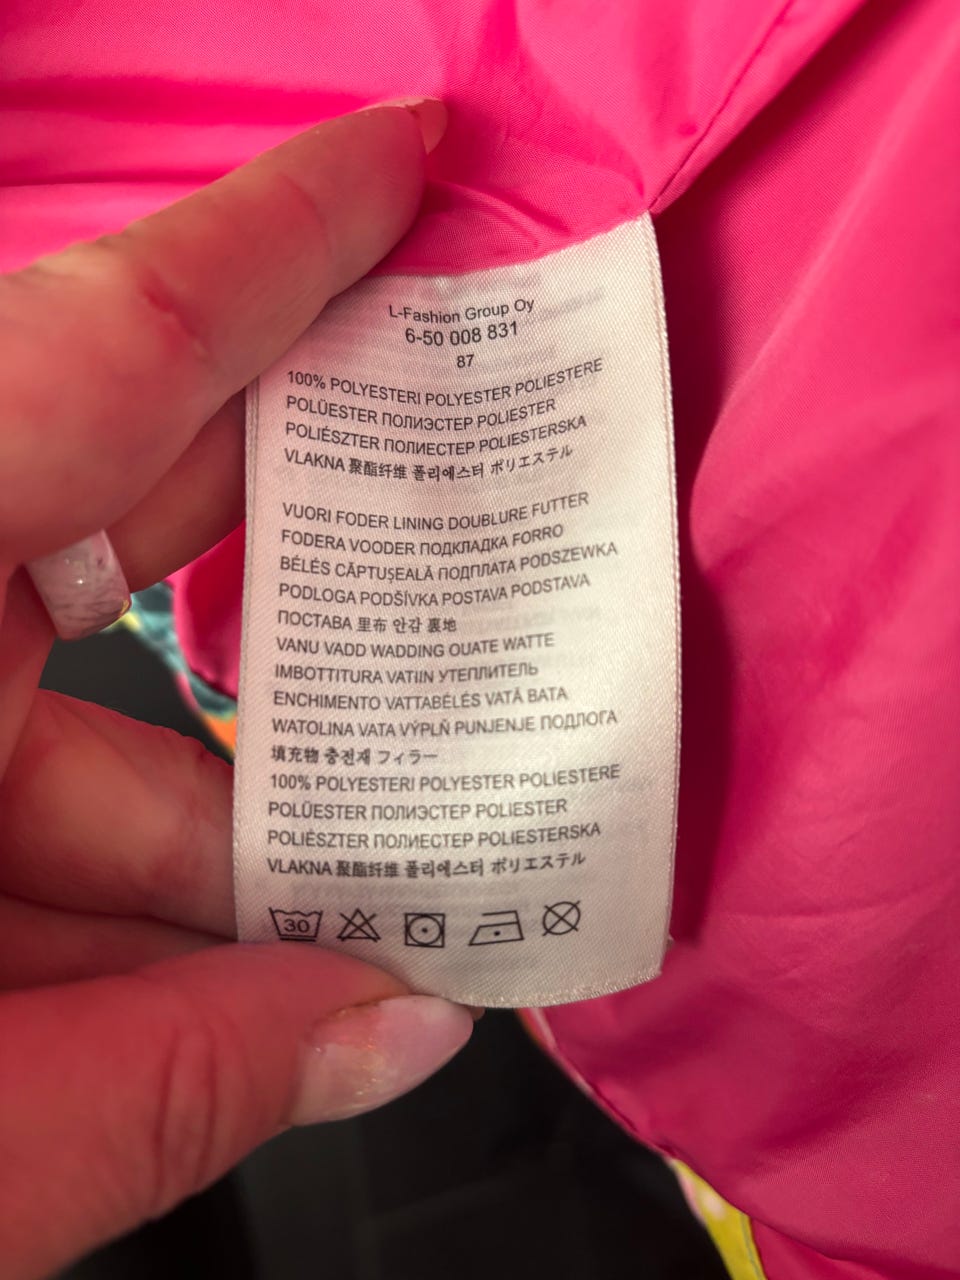 L-Fashion Group Oy
6-50 008 831
87
100% POLYESTERI POLYESTER POLIESTERE
POLÜESTER ПОЛИЭСТЕР POLIESTER
POLIÉSZTER ПОЛИЕСТЕР POLIESTERSKA
VLAKNA 聚酯纤维 폴리에스터 ポリエステル
VUORI FODER LINING DOUBLURE FUTTER
FODERA VOODER ПОДКЛАДКА FORRO
BÉLÉS CĂPTUŞEALĂ ПОДПЛАТА PODSZEWKA
PODLOGA PODŠÍVKA POSTAVA PODSTAVA
ПОСТАВА 里布 안감 裏地
VANU VADD WADDING OUATE WATTE
IMBOTTITURA VATIIN УТЕПЛИТЕЛЬ
ENCHIMENTO VATTABÉLÉS VATĂ BATA
WATOLINA VATA VÝPLŇ PUNJENJE ПОДЛОГА
填充物 충전재 フィラー
100% POLYESTERI POLYESTER POLIESTERE
POLÜESTER ПОЛИЭСТЕР POLIESTER
POLIÉSZTER ПОЛИЕСТЕР POLIESTERSKA
VLAKNA 聚酯纤维 폴리에스터 ポリエステル
30